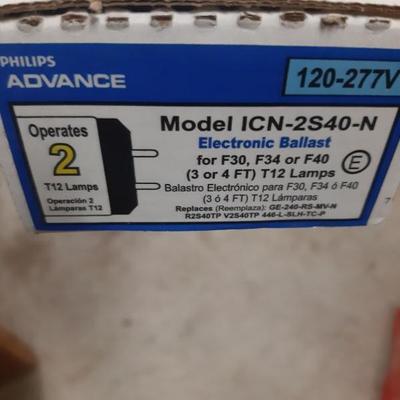 PHILIPS
ADVANCE
120-277V
Operates
2
T12 Lamps
Operación 2
Lámparas T12
Model ICN-2S40-N
Electronic Ballast
for F30, F34 or F40
(3 or 4 FT) T12 Lamps
E
Balastro Electrónico para F30, F34 ó F40
(3 ó 4 FT) T12 Lámparas
Replaces (Reemplaza): GE-240-RS-MV-N
R2S40TP V2S40TP 446-L-SLH-TC-P